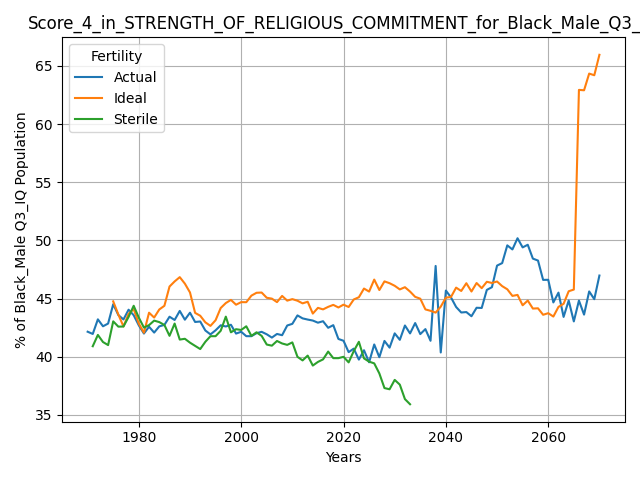 Score_4_in_STRENGTH_OF_RELIGIOUS_COMMITMENT_for_Black_Male_Q3_
Fertility
Actual
Ideal
Sterile
% of Black_Male Q3_IQ Population
65
60
55
50
45
40
35
1980 2000 2020 2040 2060
Years